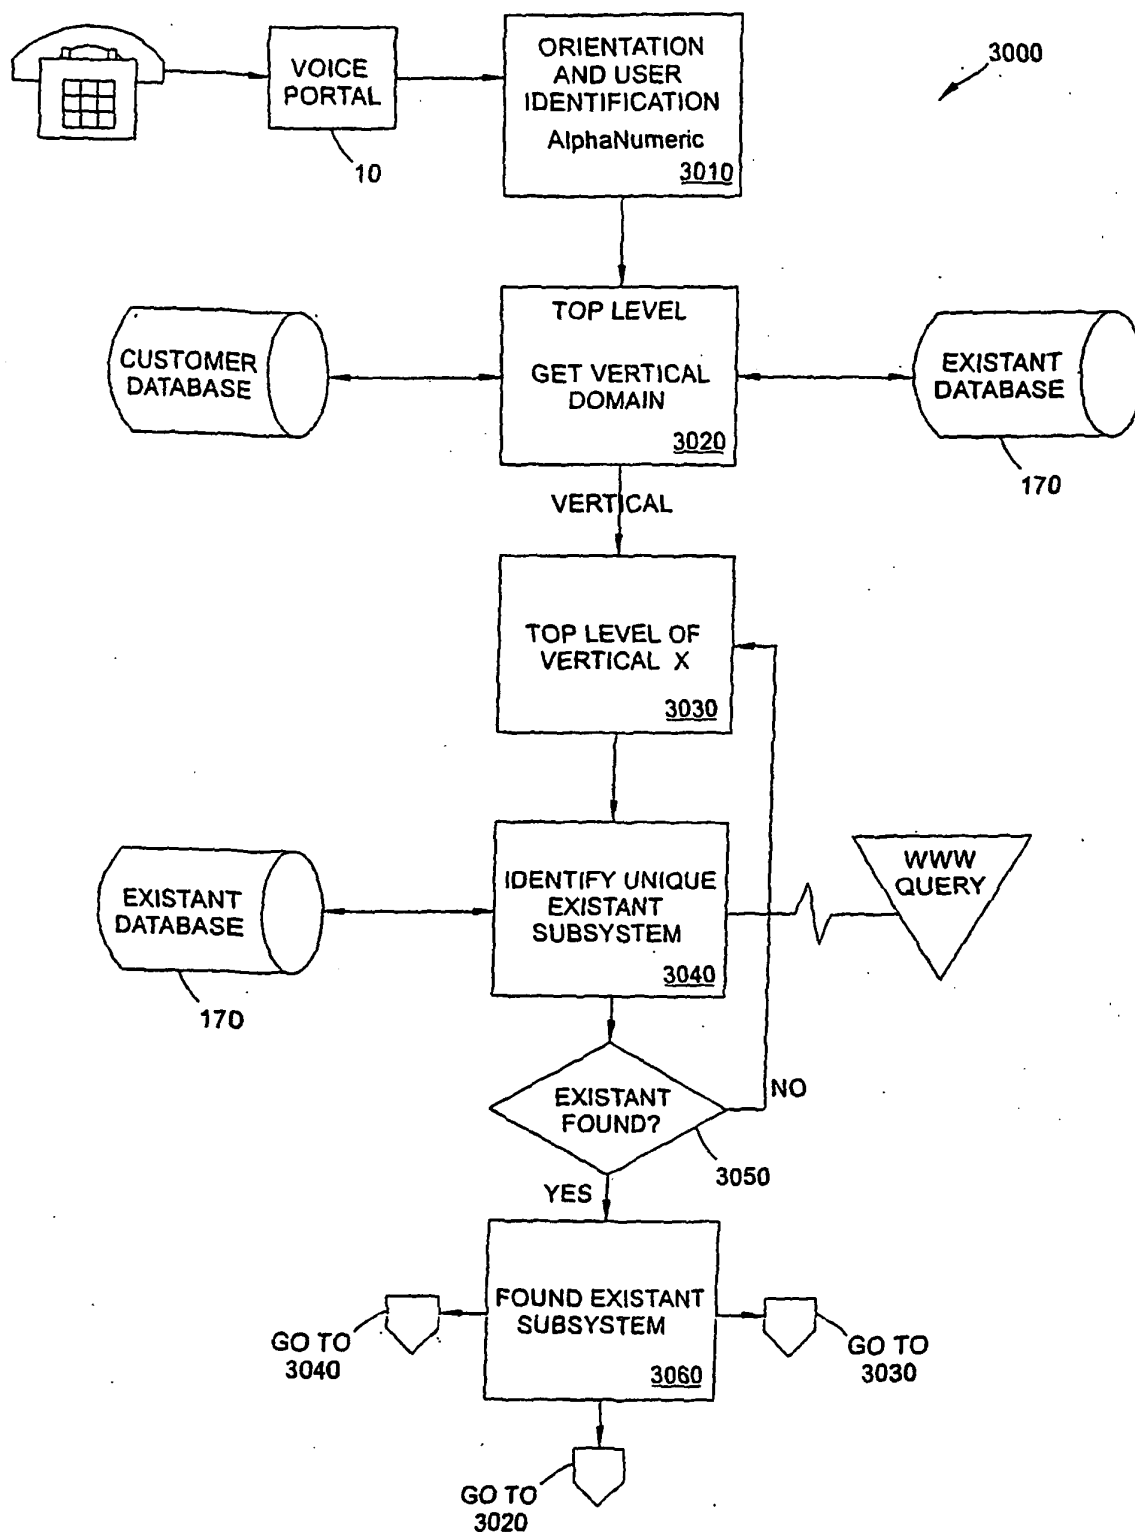 VOICE
PORTAL
10
ORIENTATION
AND USER
IDENTIFICATION
AlphaNumeric
3010
3000
CUSTOMER
DATABASE
TOP LEVEL
GET VERTICAL
DOMAIN
3020
EXISTANT
DATABASE
170
VERTICAL
TOP LEVEL OF
VERTICAL X
3030
EXISTANT
DATABASE
170
IDENTIFY UNIQUE
EXISTANT
SUBSYSTEM
3040
WWW
QUERY
EXISTANT
FOUND?
NO
3050
YES
FOUND EXISTANT
SUBSYSTEM
3060
GO TO
3040
GO TO
3030
GO TO
3020